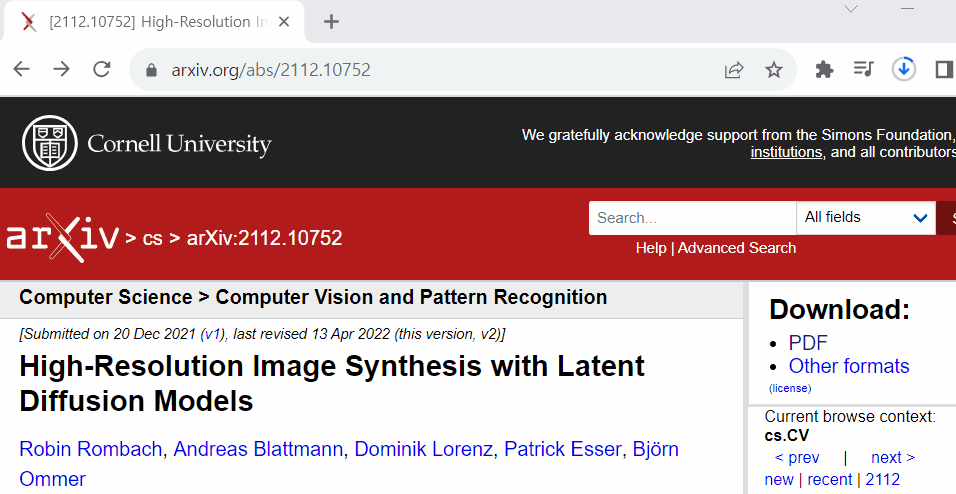 [2112.10752] High-Resolution In
arxiv.org/abs/2112.10752
Cornell University
We gratefully acknowledge support from the Simons Foundation,
institutions, and all contributors
arXiv > cs > arXiv:2112.10752
Search...
All fields
S
Help | Advanced Search
Computer Science > Computer Vision and Pattern Recognition
[Submitted on 20 Dec 2021 (v1), last revised 13 Apr 2022 (this version, v2)]
High-Resolution Image Synthesis with Latent
Diffusion Models
Robin Rombach, Andreas Blattmann, Dominik Lorenz, Patrick Esser, Björn
Ommer
Download:
• PDF
• Other formats
(license)
Current browse context:
cs.CV
< prev | next >
new | recent | 2112